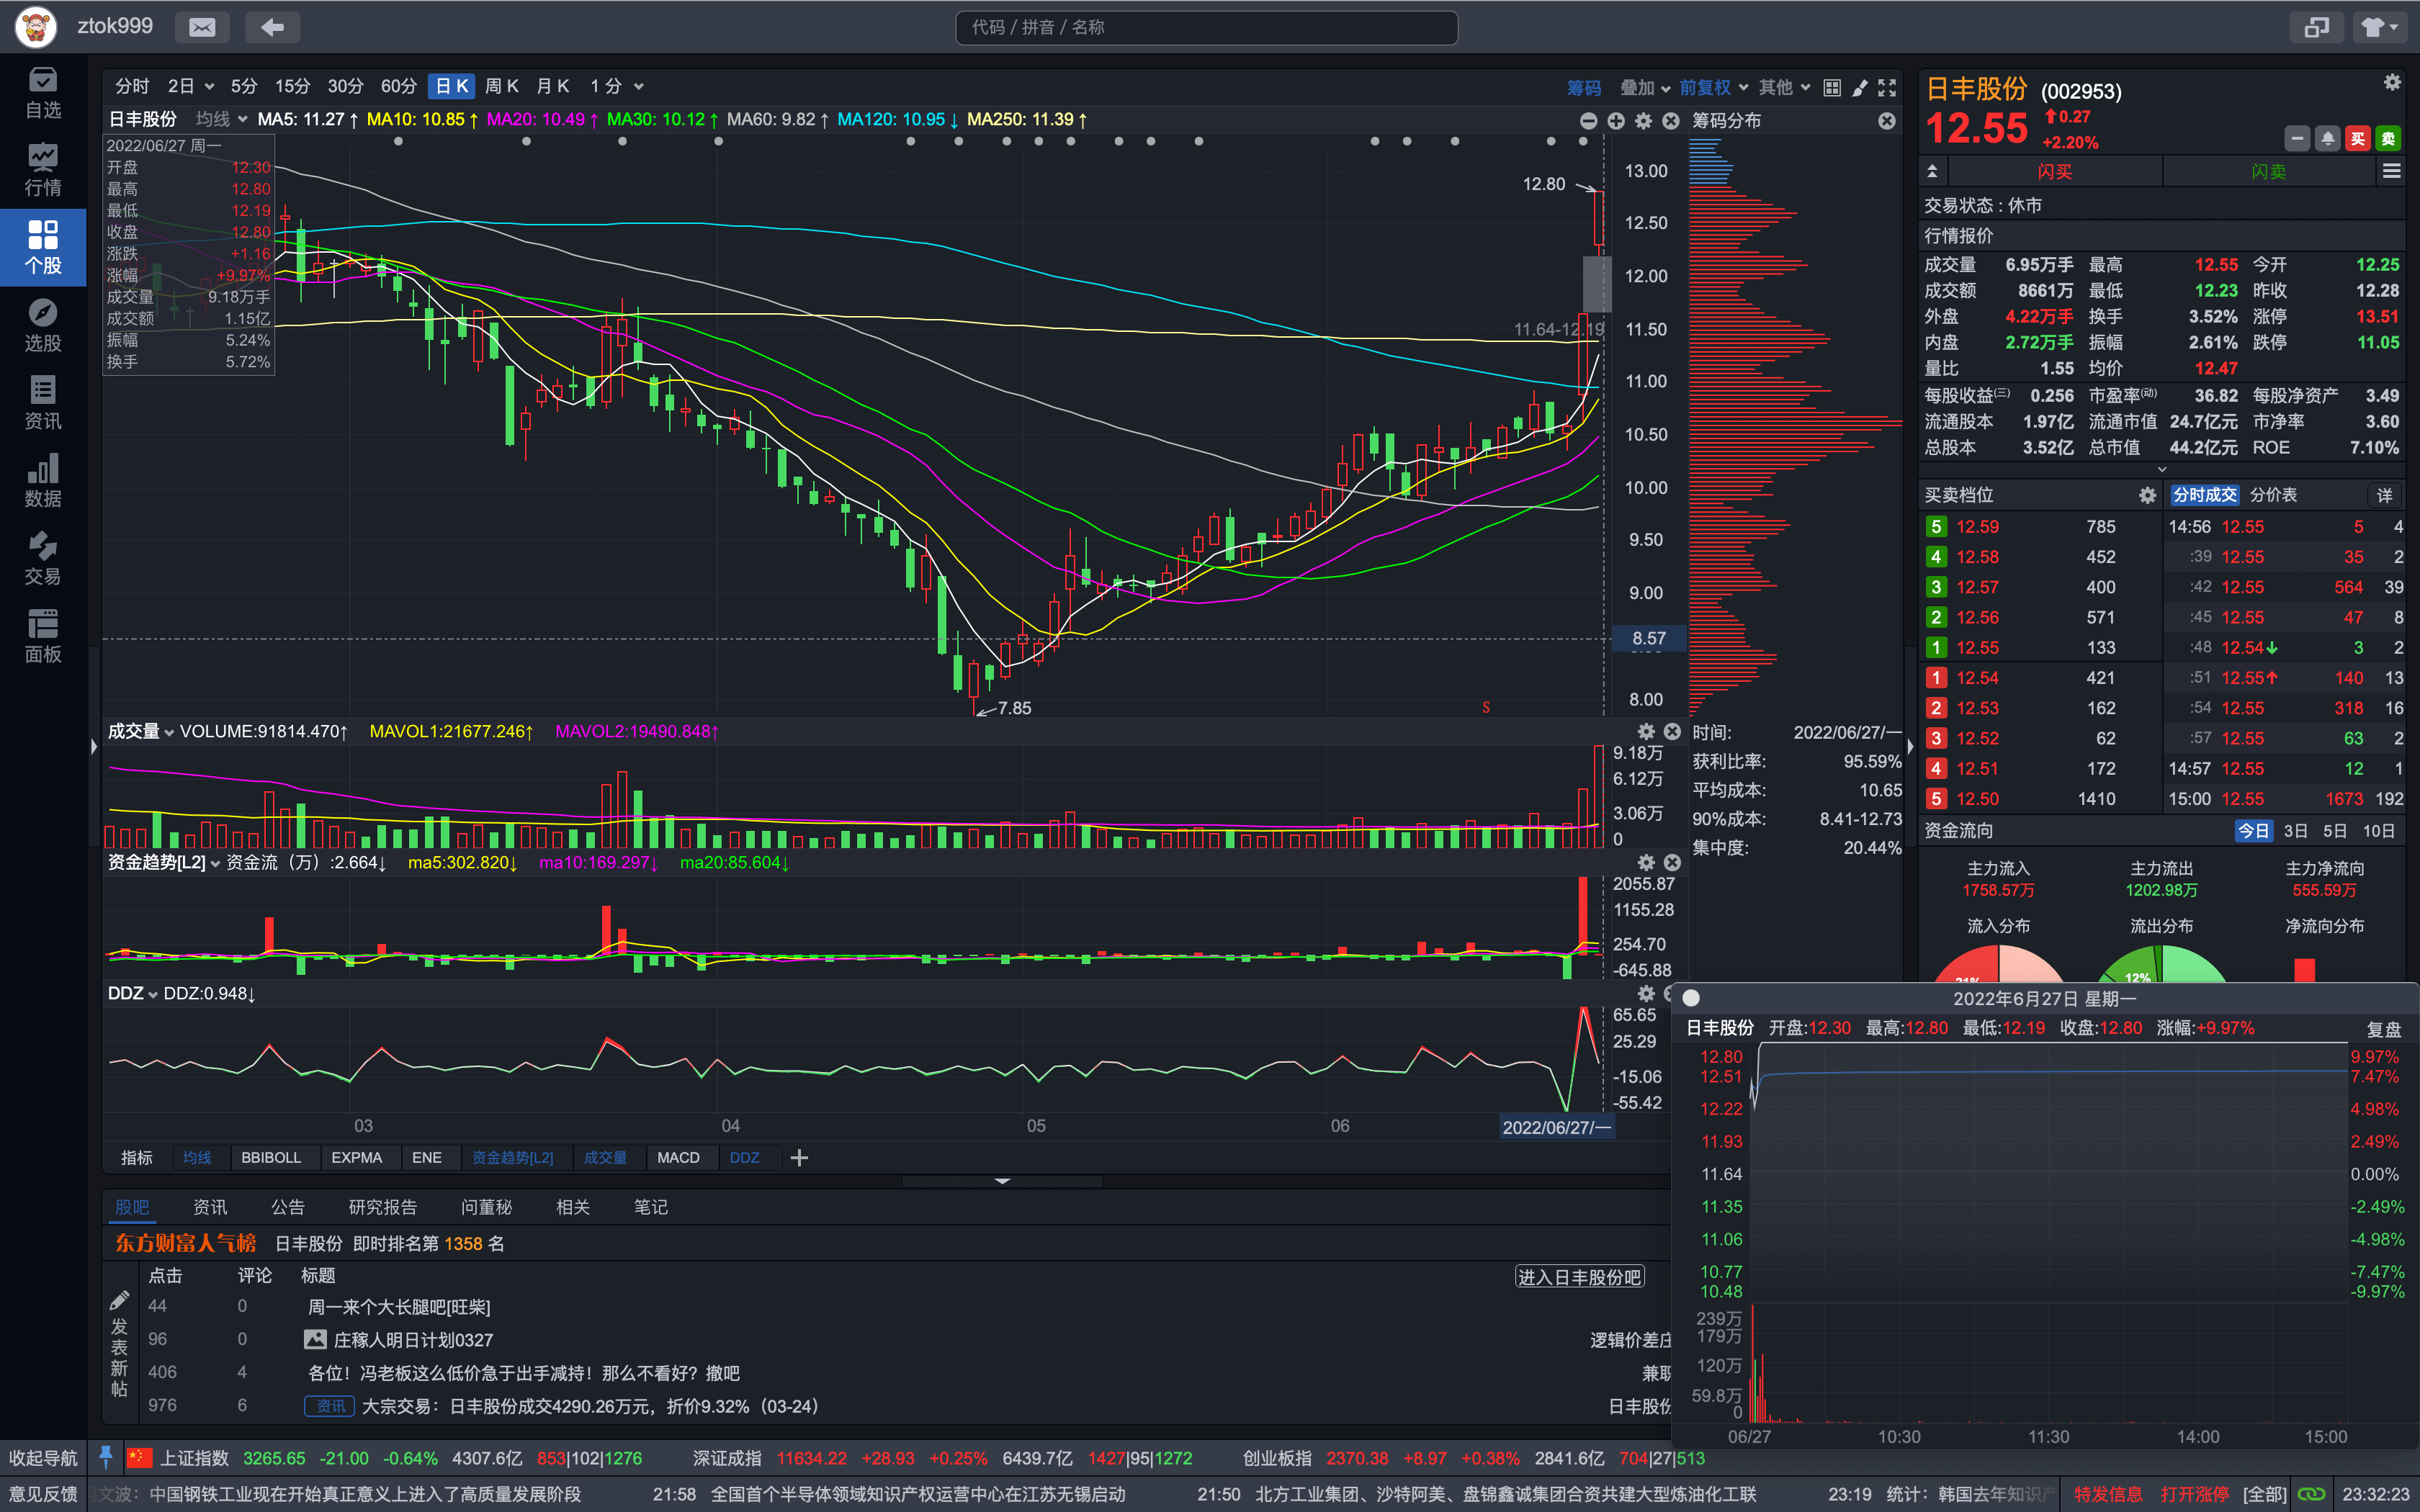 ztok999
代码 / 拼音 / 名称
自选
行情
个股
选股
资讯
数据
交易
面板
分时 2日 5分 15分 30分 60分 日K 周K 月K 1分 筹码 叠加 前复权 其他
日丰股份 均线 MA5: 11.27↑ MA10: 10.85↑ MA20: 10.49↑ MA30: 10.12↑ MA60: 9.82↑ MA120: 10.95↓ MA250: 11.39↑
2022/06/27 周一
开盘 12.30
最高 12.80
最低 12.19
收盘 12.80
涨跌 +1.16
涨幅 +9.97%
成交量 9.18万手
成交额 1.15亿
振幅 5.24%
换手 5.72%
12.80
11.64-12.19
7.85
S
13.00
12.50
12.00
11.50
11.00
10.50
10.00
9.50
9.00
8.57
8.00
筹码分布
时间: 2022/06/27/一
获利比率: 95.59%
平均成本: 10.65
90%成本: 8.41-12.73
集中度: 20.44%
成交量 VOLUME:91814.470↑ MAVOL1:21677.246↑ MAVOL2:19490.848↑
9.18万
6.12万
3.06万
0
资金趋势[L2] 资金流（万）:2.664↓ ma5:302.820↓ ma10:169.297↓ ma20:85.604↓
2055.87
1155.28
254.70
-645.88
DDZ DDZ:0.948↓
65.65
25.29
-15.06
-55.42
03 04 05 06 2022/06/27/一
指标 均线 BBIBOLL EXPMA ENE 资金趋势[L2] 成交量 MACD DDZ
股吧 资讯 公告 研究报告 问董秘 相关 笔记
东方财富人气榜 日丰股份 即时排名第 1358 名
点击 评论 标题 进入日丰股份吧
发表新帖
44 0 周一来个大长腿吧[旺柴]
96 0 庄稼人明日计划0327 逻辑价差庄
406 4 各位！冯老板这么低价急于出手减持！那么不看好？撤吧 兼职
976 6 资讯 大宗交易：日丰股份成交4290.26万元，折价9.32%（03-24） 日丰股份
日丰股份 (002953)
12.55 ↑0.27
+2.20%
买 卖
闪买 闪卖
交易状态 : 休市
行情报价
成交量 6.95万手 最高 12.55 今开 12.25
成交额 8661万 最低 12.23 昨收 12.28
外盘 4.22万手 换手 3.52% 涨停 13.51
内盘 2.72万手 振幅 2.61% 跌停 11.05
量比 1.55 均价 12.47
每股收益(三) 0.256 市盈率(动) 36.82 每股净资产 3.49
流通股本 1.97亿 流通市值 24.7亿元 市净率 3.60
总股本 3.52亿 总市值 44.2亿元 ROE 7.10%
买卖档位 分时成交 分价表 详
5 12.59 785 14:56 12.55 5 4
4 12.58 452 :39 12.55 35 2
3 12.57 400 :42 12.55 564 39
2 12.56 571 :45 12.55 47 8
1 12.55 133 :48 12.54↓ 3 2
1 12.54 421 :51 12.55↑ 140 13
2 12.53 162 :54 12.55 318 16
3 12.52 62 :57 12.55 63 2
4 12.51 172 14:57 12.55 12 1
5 12.50 1410 15:00 12.55 1673 192
资金流向 今日 3日 5日 10日
主力流入 主力流出 主力净流向
1758.57万 1202.98万 555.59万
流入分布 流出分布 净流向分布
12%
2022年6月27日 星期一
日丰股份 开盘:12.30 最高:12.80 最低:12.19 收盘:12.80 涨幅:+9.97% 复盘
12.80 9.97%
12.51 7.47%
12.22 4.98%
11.93 2.49%
11.64 0.00%
11.35 -2.49%
11.06 -4.98%
10.77 -7.47%
10.48 -9.97%
239万
179万
120万
59.8万
0
06/27 10:30 11:30 14:00 15:00
收起导航 上证指数 3265.65 -21.00 -0.64% 4307.6亿 853|102|1276 深证成指 11634.22 +28.93 +0.25% 6439.7亿 1427|95|1272 创业板指 2370.38 +8.97 +0.38% 2841.6亿 704|27|513
意见反馈 文波：中国钢铁工业现在开始真正意义上进入了高质量发展阶段 21:58 全国首个半导体领域知识产权运营中心在江苏无锡启动 21:50 北方工业集团、沙特阿美、盘锦鑫诚集团合资共建大型炼油化工联 23:19 统计：韩国去年知识产 特发信息 打开涨停 [全部] 23:32:23